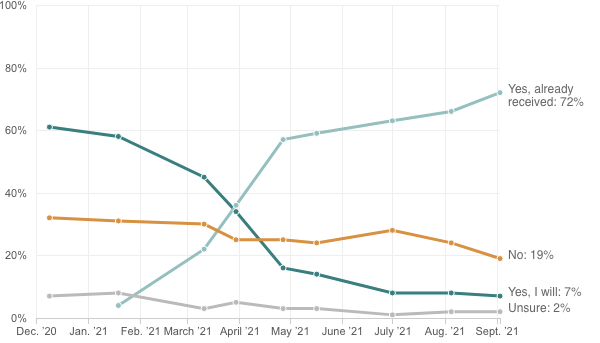 100%
80%
60%
40%
20%
0%
Yes, already
received: 72%
No: 19%
Yes, I will: 7%
Unsure: 2%
Dec. '20 Jan. '21 Feb. '21 March '21 April '21 May '21 June '21 July '21 Aug. '21 Sept. '21